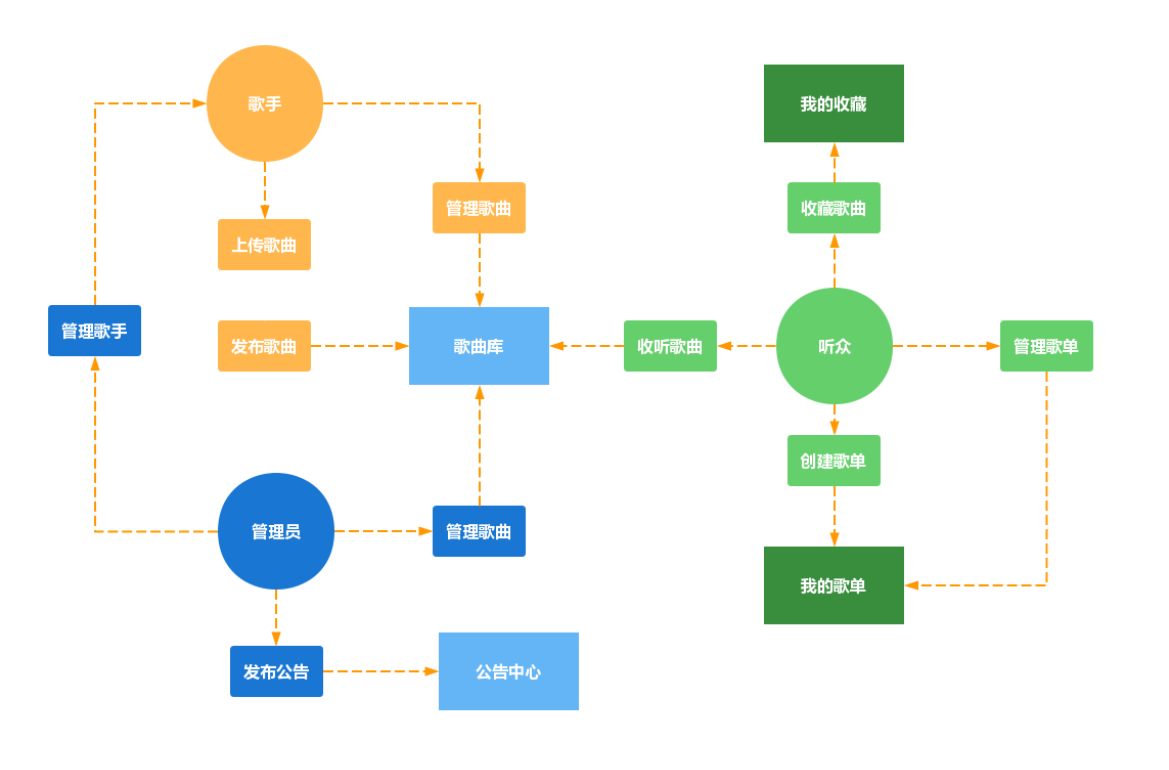 歌手
我的收藏
管理歌曲
收藏歌曲
上传歌曲
管理歌手
发布歌曲
歌曲库
收听歌曲
听众
管理歌单
创建歌单
管理员
管理歌曲
我的歌单
发布公告
公告中心